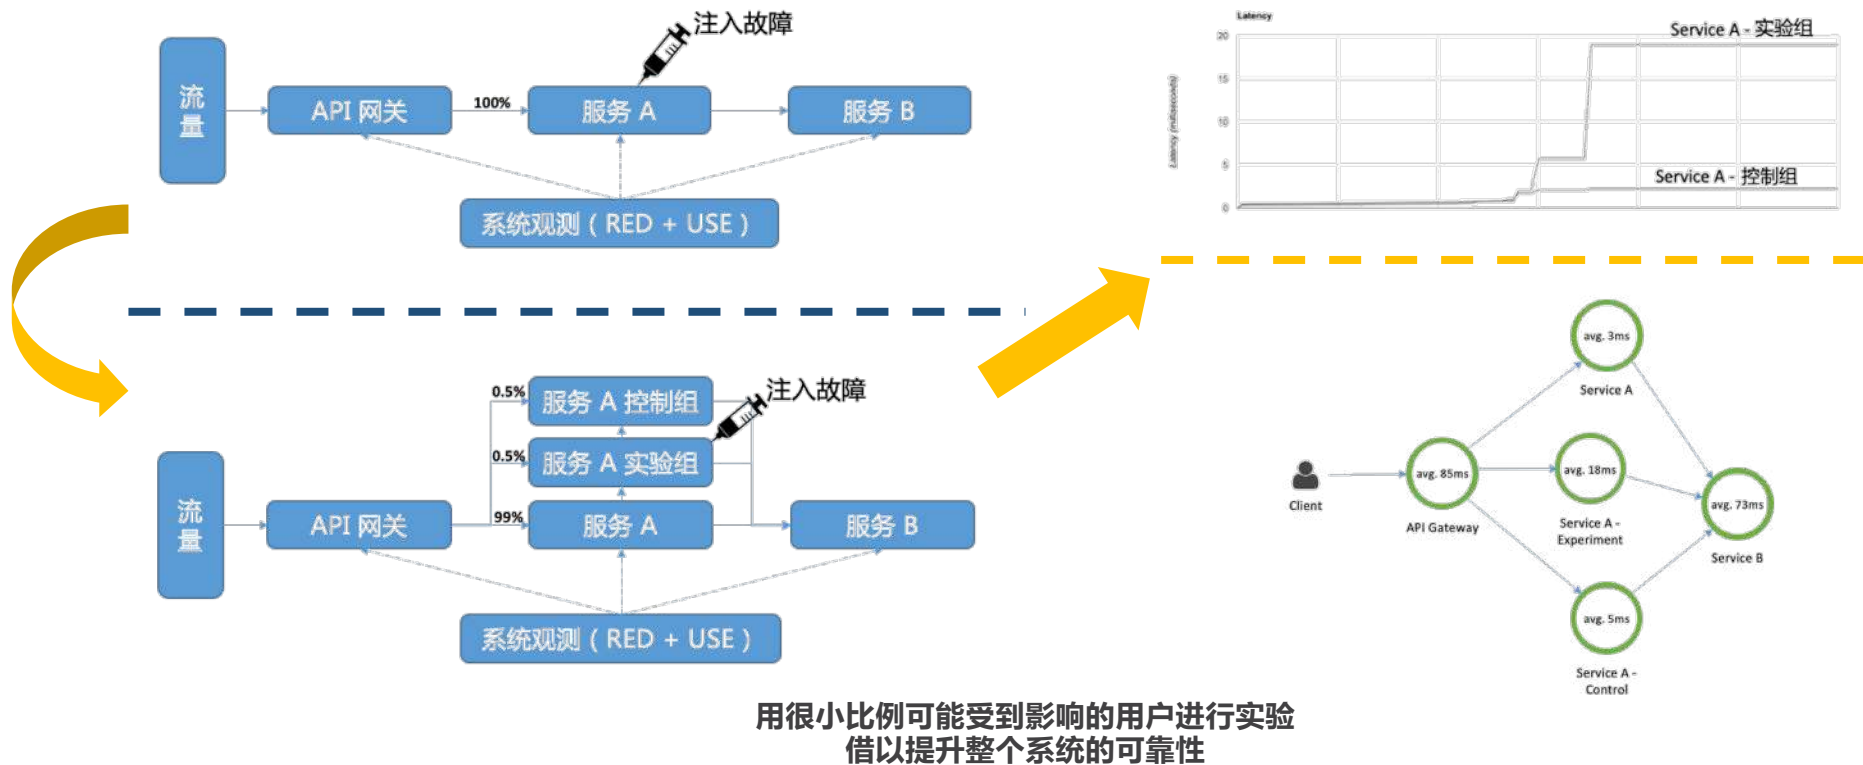 注入故障
流量
API 网关
100%
服务 A
服务 B
系统观测（RED + USE）
0.5%
服务 A 控制组
注入故障
0.5%
服务 A 实验组
流量
API 网关
99%
服务 A
服务 B
系统观测（RED + USE）
Latency
Service A - 实验组
20
15
Latency (milliseconds)
10
5
Service A - 控制组
0
avg. 3ms
Service A
avg. 85ms
avg. 18ms
Client
API Gateway
Service A -
Experiment
avg. 73ms
Service B
avg. 5ms
Service A -
Control
用很小比例可能受到影响的用户进行实验
借以提升整个系统的可靠性